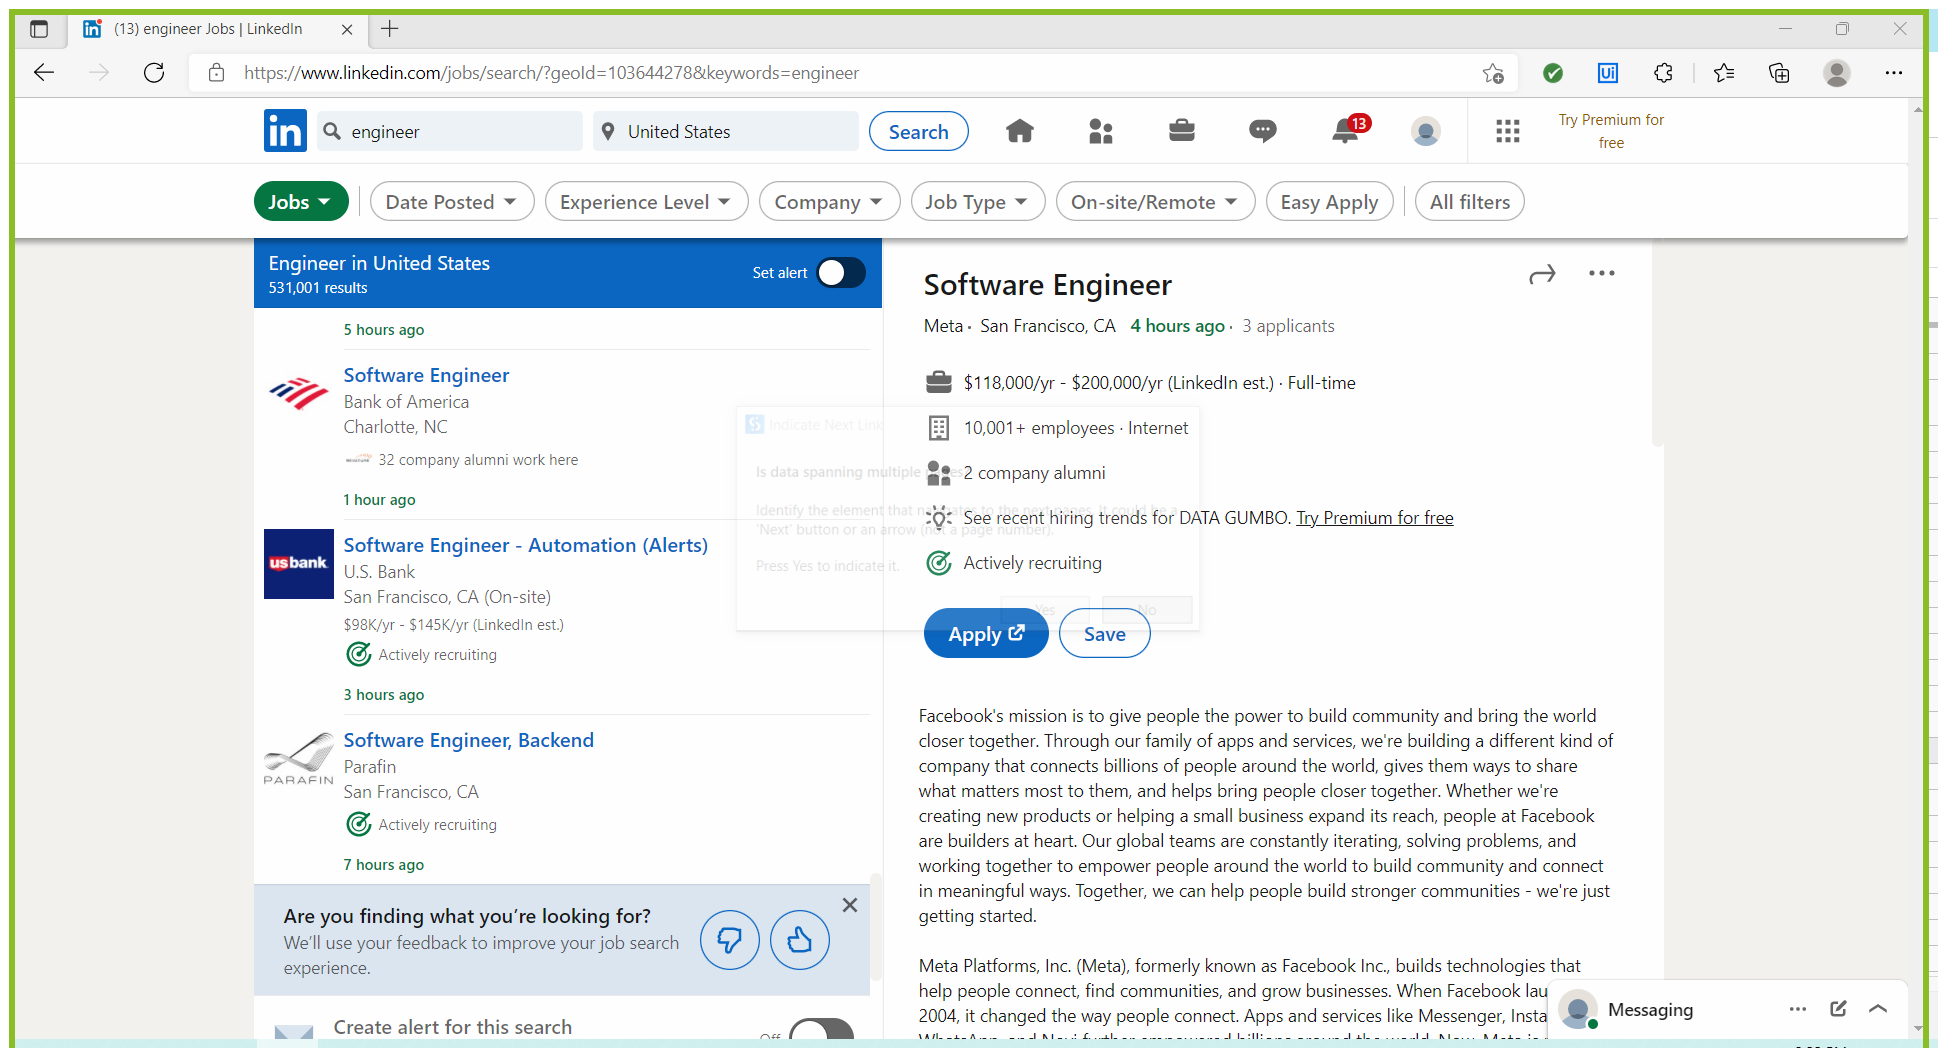 (13) engineer Jobs | LinkedIn
https://www.linkedin.com/jobs/search/?geoId=103644278&keywords=engineer
Ui
in
engineer
United States
Search
13
Try Premium for
free
Jobs
Date Posted
Experience Level
Company
Job Type
On-site/Remote
Easy Apply
All filters
Engineer in United States
531,001 results
Set alert
5 hours ago
Software Engineer
Bank of America
Charlotte, NC
32 company alumni work here
1 hour ago
usbank
Software Engineer - Automation (Alerts)
U.S. Bank
San Francisco, CA (On-site)
$98K/yr - $145K/yr (LinkedIn est.)
Actively recruiting
3 hours ago
PARAFIN
Software Engineer, Backend
Parafin
San Francisco, CA
Actively recruiting
7 hours ago
Are you finding what you're looking for?
We'll use your feedback to improve your job search
experience.
Create alert for this search
Off
Software Engineer
Meta · San Francisco, CA 4 hours ago · 3 applicants
$118,000/yr - $200,000/yr (LinkedIn est.) · Full-time
10,001+ employees · Internet
2 company alumni
See recent hiring trends for DATA GUMBO. Try Premium for free
Actively recruiting
Apply
Save
Indicate Next Link
Is data spanning multiple
Identify the element that navigates to the next pages. It could be a
'Next' button or an arrow (not a page number).
Press Yes to indicate it.
Yes
No
Facebook's mission is to give people the power to build community and bring the world
closer together. Through our family of apps and services, we're building a different kind of
company that connects billions of people around the world, gives them ways to share
what matters most to them, and helps bring people closer together. Whether we're
creating new products or helping a small business expand its reach, people at Facebook
are builders at heart. Our global teams are constantly iterating, solving problems, and
working together to empower people around the world to build community and connect
in meaningful ways. Together, we can help people build stronger communities - we're just
getting started.
Meta Platforms, Inc. (Meta), formerly known as Facebook Inc., builds technologies that
help people connect, find communities, and grow businesses. When Facebook lau
2004, it changed the way people connect. Apps and services like Messenger, Insta
Messaging